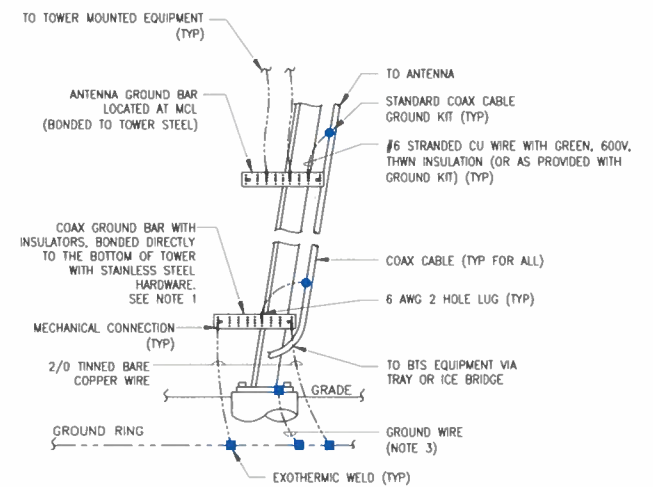 TO TOWER MOUNTED EQUIPMENT
(TYP)
TO ANTENNA
ANTENNA GROUND BAR
LOCATED AT MCL
(BONDED TO TOWER STEEL)
STANDARD COAX CABLE
GROUND KIT (TYP)
#6 STRANDED CU WIRE WITH GREEN, 600V,
THWN INSULATION (OR AS PROVIDED WITH
GROUND KIT) (TYP)
COAX GROUND BAR WITH
INSULATORS, BONDED DIRECTLY
TO THE BOTTOM OF TOWER
WITH STAINLESS STEEL
HARDWARE.
SEE NOTE 1
COAX CABLE (TYP FOR ALL)
6 AWG 2 HOLE LUG (TYP)
MECHANICAL CONNECTION
(TYP)
2/0 TINNED BARE
COPPER WIRE
TO BTS EQUIPMENT VIA
TRAY OR ICE BRIDGE
GRADE
GROUND RING
GROUND WIRE
(NOTE 3)
EXOTHERMIC WELD (TYP)